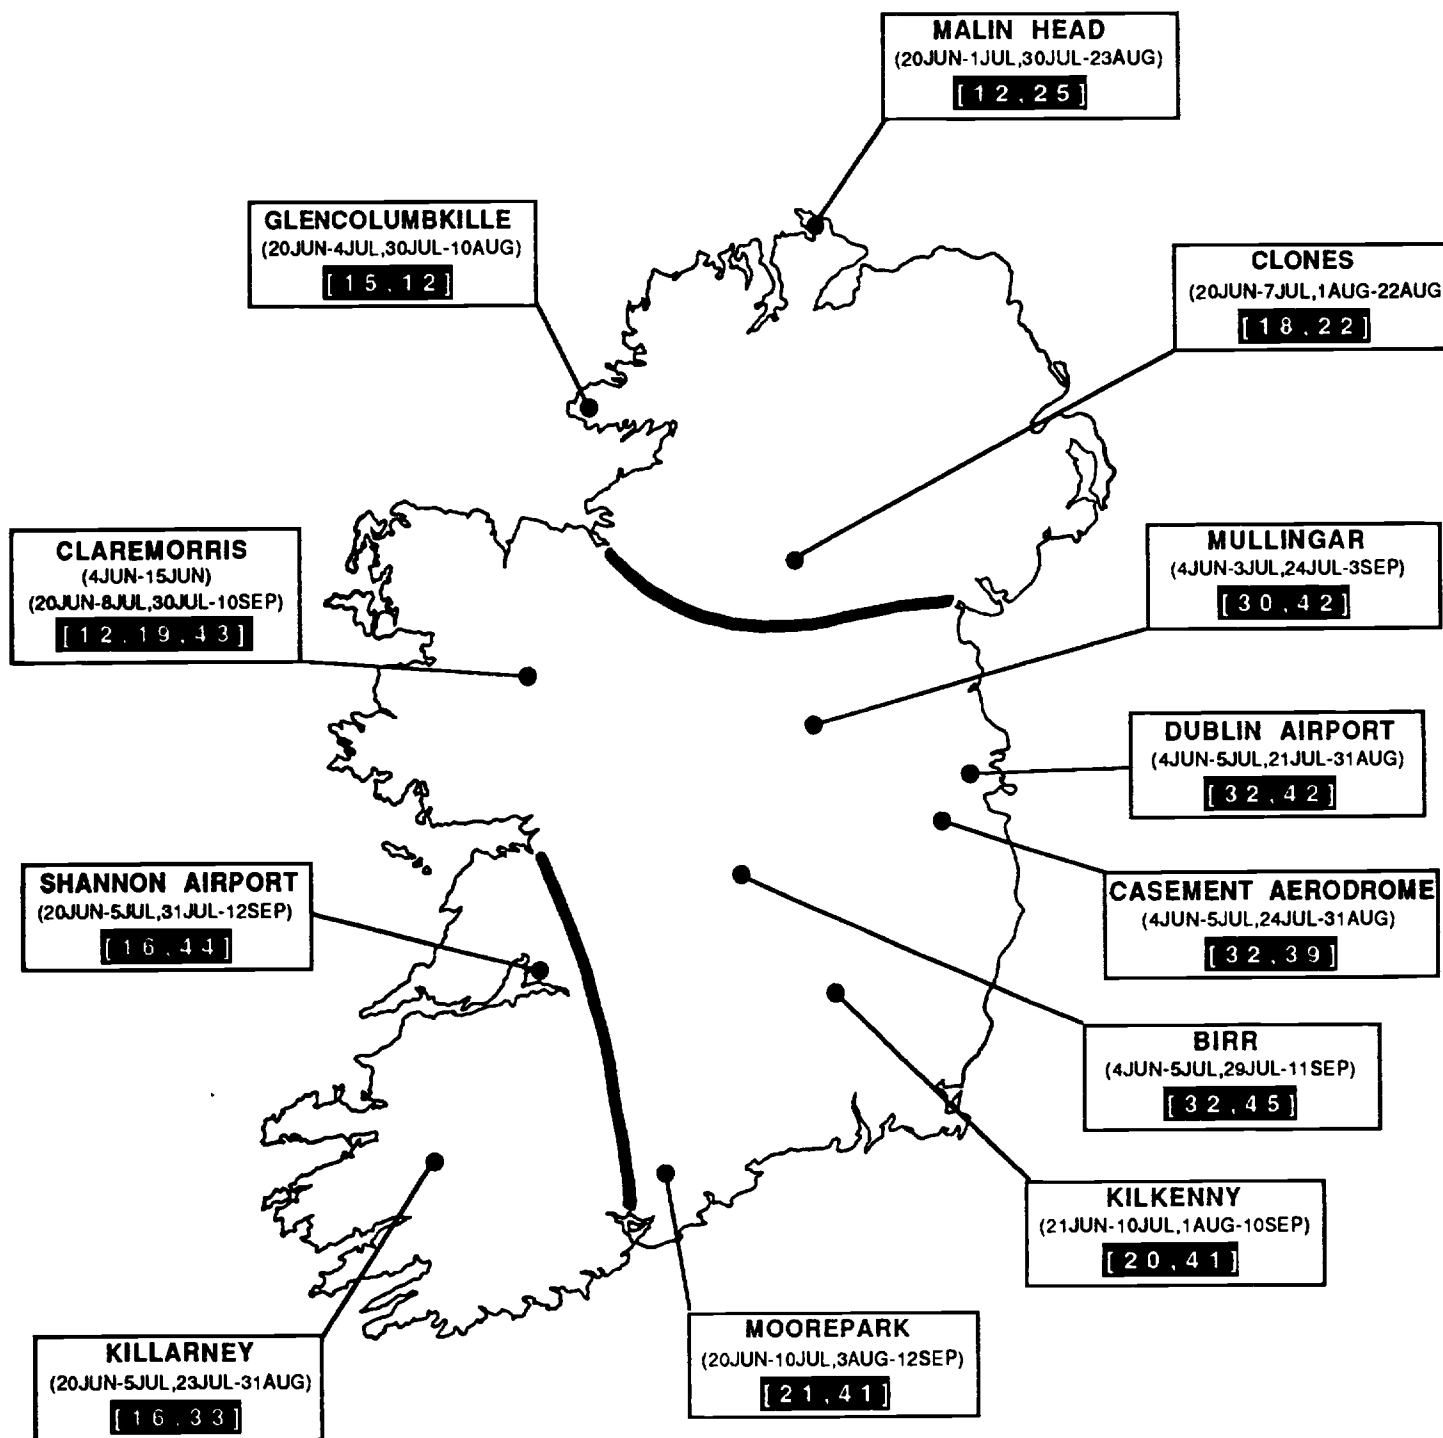 MALIN HEAD
(20JUN-1JUL,30JUL-23AUG)
[12,25]
GLENCOLUMBKILLE
(20JUN-4JUL,30JUL-10AUG)
[15,12]
CLONES
(20JUN-7JUL,1AUG-22AUG
[18,22]
CLAREMORRIS
(4JUN-15JUN)
(20JUN-8JUL,30JUL-10SEP)
[12,19,43]
MULLINGAR
(4JUN-3JUL,24JUL-3SEP)
[30,42]
DUBLIN AIRPORT
(4JUN-5JUL,21JUL-31AUG)
[32,42]
SHANNON AIRPORT
(20JUN-5JUL,31JUL-12SEP)
[16,44]
CASEMENT AERODROME
(4JUN-5JUL,24JUL-31AUG)
[32,39]
BIRR
(4JUN-5JUL,29JUL-11SEP)
[32,45]
KILKENNY
(21JUN-10JUL,1AUG-10SEP)
[20,41]
MOOREPARK
(20JUN-10JUL,3AUG-12SEP)
[21,41]
KILLARNEY
(20JUN-5JUL,23JUL-31AUG)
[16,33]